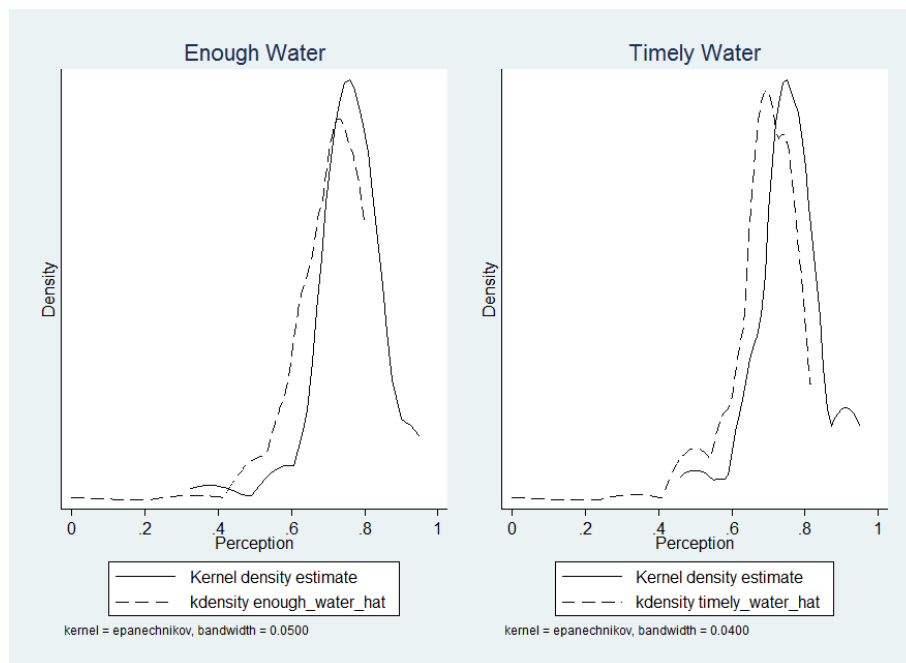 Enough Water
Density
0 .2 .4 .6 .8 1
Perception
Kernel density estimate
kdensity enough_water_hat
kernel = epanechnikov, bandwidth = 0.0500
Timely Water
Density
0 .2 .4 .6 .8 1
Perception
Kernel density estimate
kdensity timely_water_hat
kernel = epanechnikov, bandwidth = 0.0400